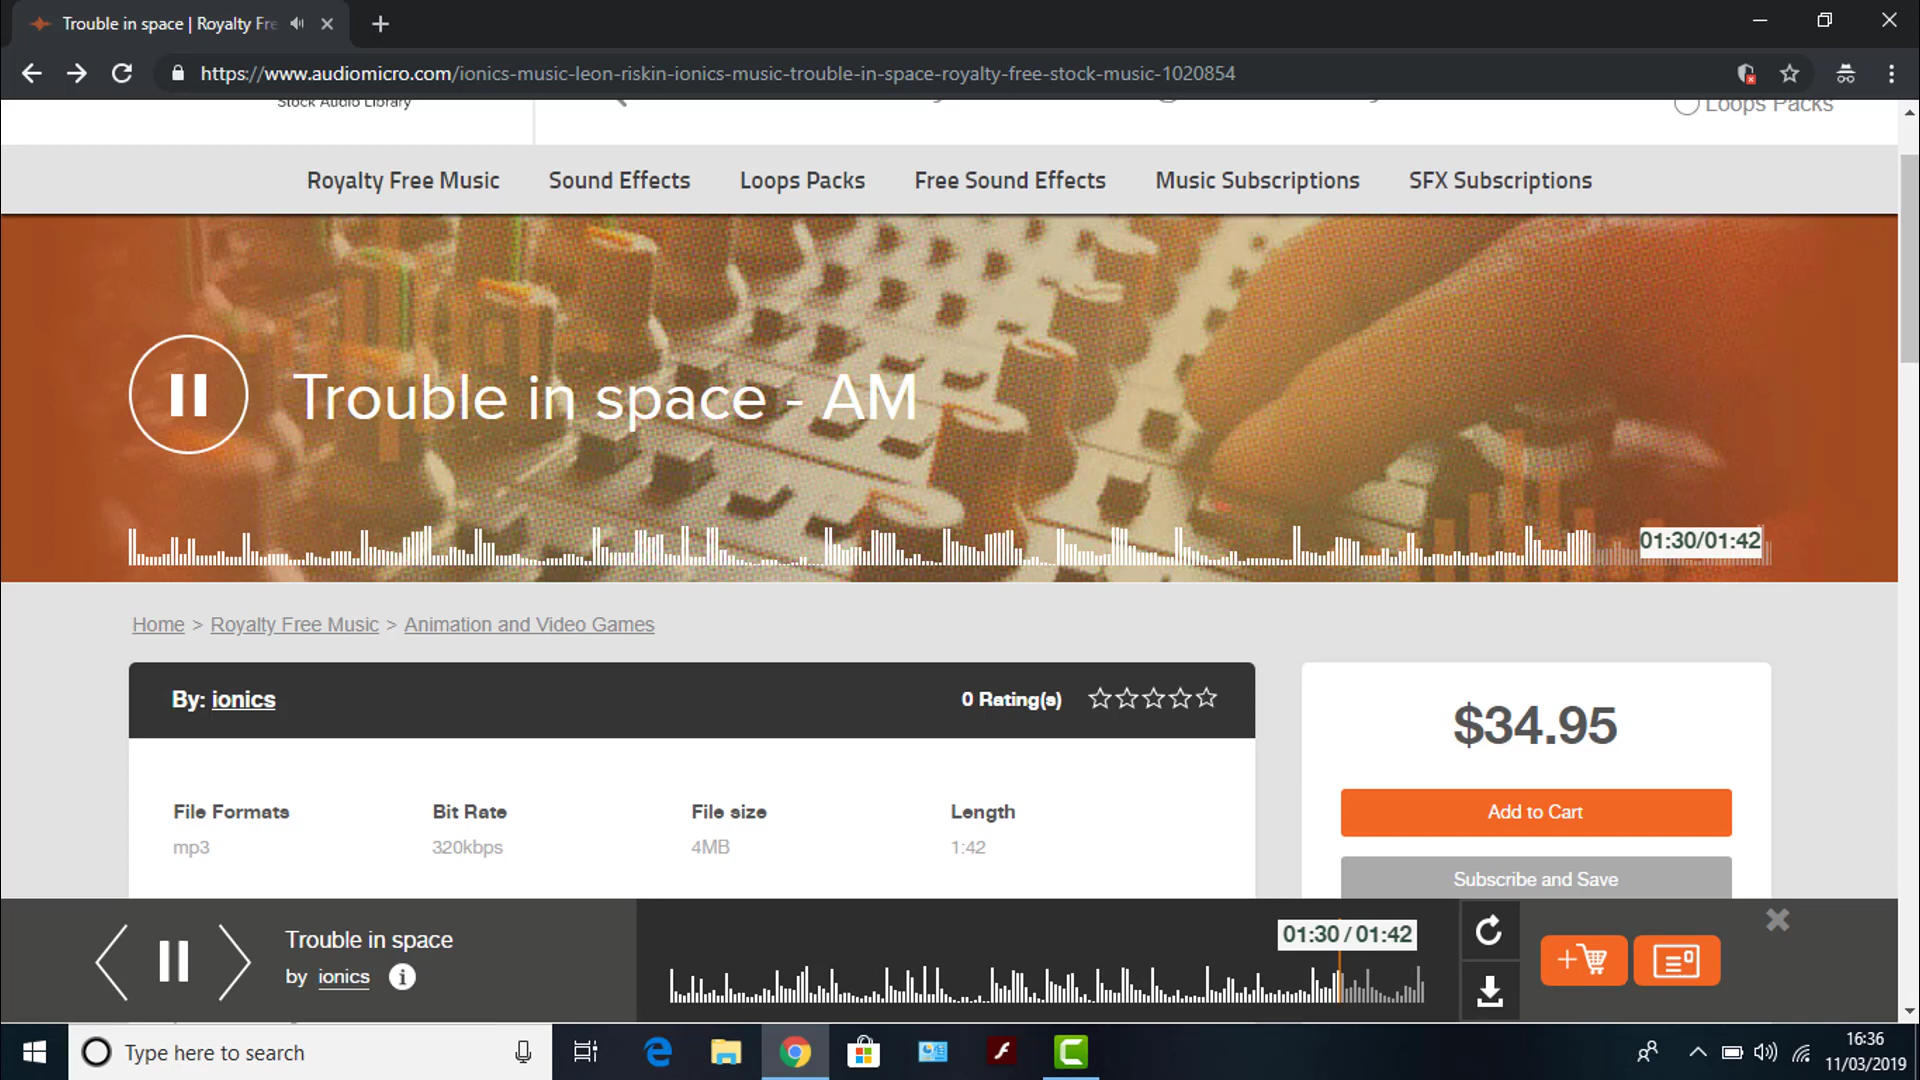 Trouble in space | Royalty Fre
https://www.audiomicro.com/ionics-music-leon-riskin-ionics-music-trouble-in-space-royalty-free-stock-music-1020854
Stock Audio Library
Loops Packs
Royalty Free Music Sound Effects Loops Packs Free Sound Effects Music Subscriptions SFX Subscriptions
Trouble in space - AM
01:30/01:42
Home > Royalty Free Music > Animation and Video Games
By: ionics 0 Rating(s)
$34.95
File Formats Bit Rate File size Length
mp3 320kbps 4MB 1:42
Add to Cart
Subscribe and Save
Trouble in space
by ionics
01:30 / 01:42
Type here to search
16:36
11/03/2019